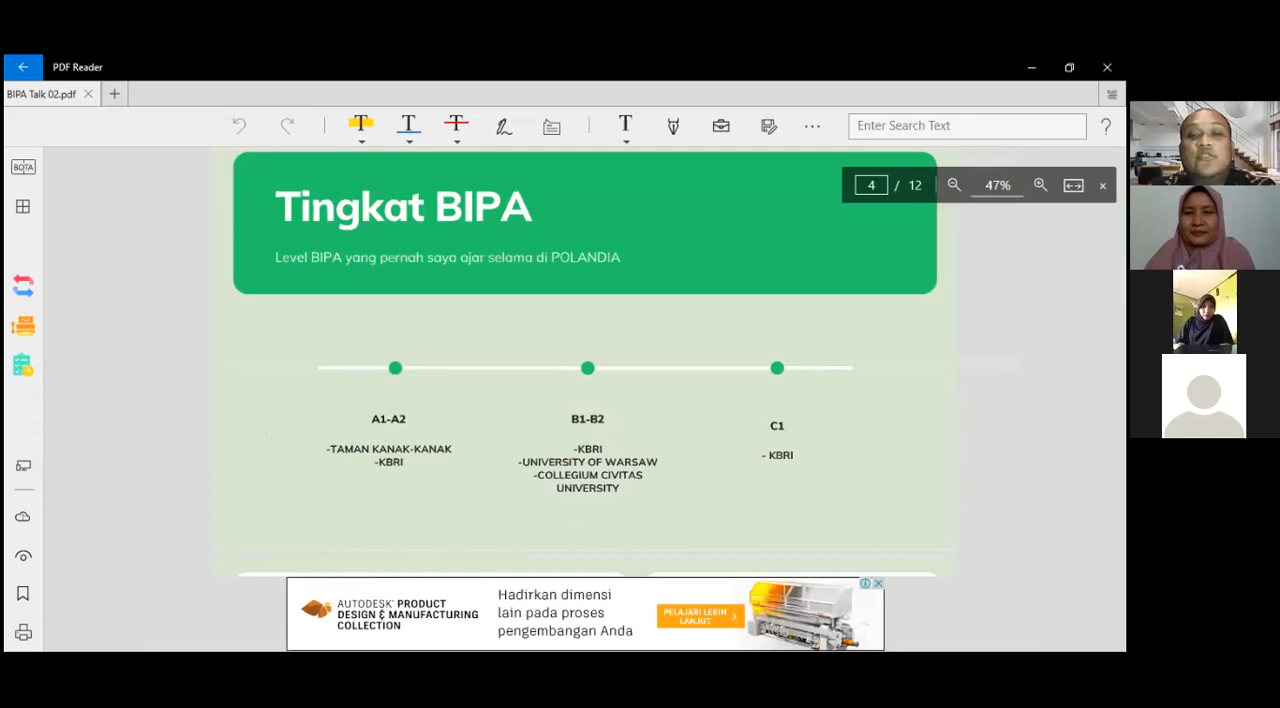 PDF Reader
BIPA Talk 02.pdf
Enter Search Text
BOTA
4 / 12
47%
Tingkat BIPA
Level BIPA yang pernah saya ajar selama di POLANDIA
A1-A2
-TAMAN KANAK-KANAK
-KBRI
B1-B2
-KBRI
-UNIVERSITY OF WARSAW
-COLLEGIUM CIVITAS
UNIVERSITY
C1
- KBRI
AUTODESK® PRODUCT
DESIGN & MANUFACTURING
COLLECTION
Hadirkan dimensi
lain pada proses
pengembangan Anda
PELAJARI LEBIH
LANJUT